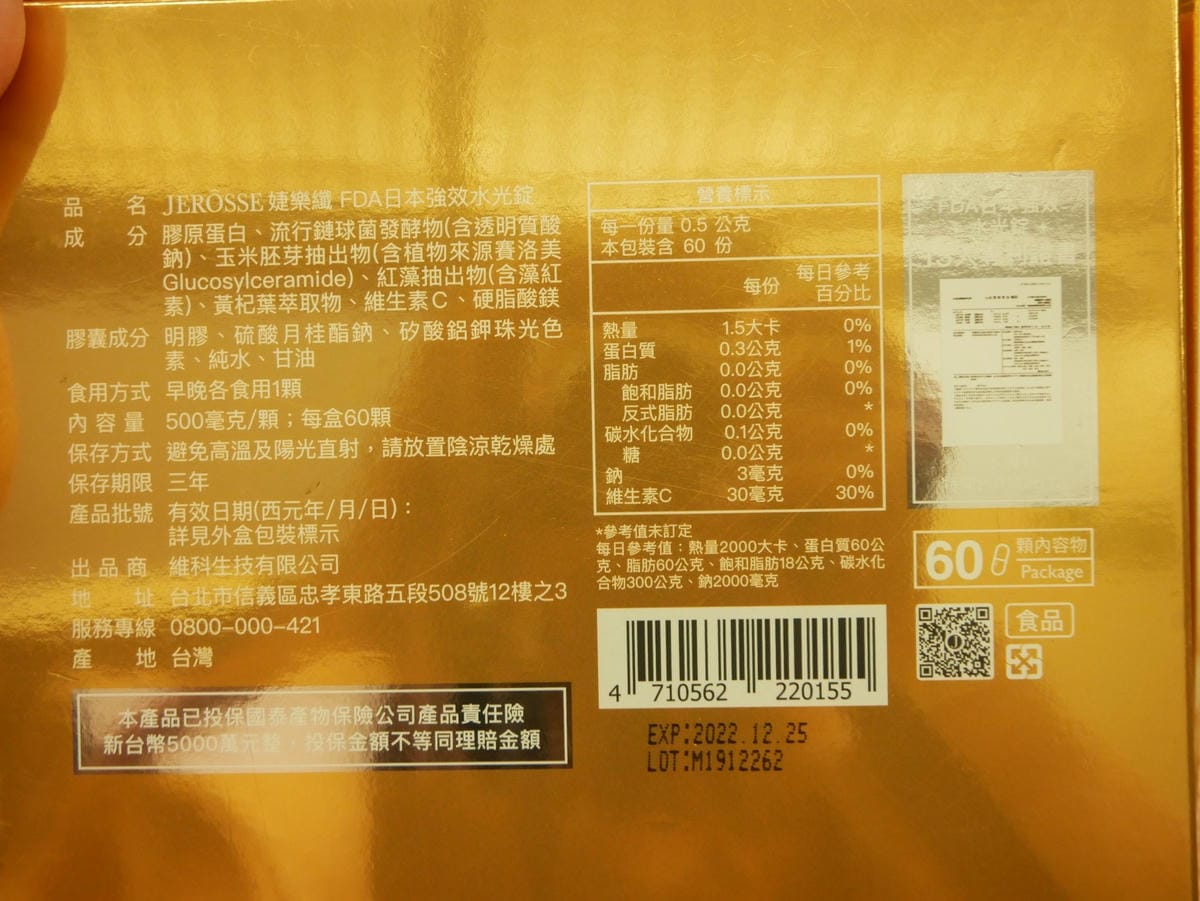 品 名 JERÔSSE 婕樂纖 FDA日本強效水光錠
成 分 膠原蛋白、流行鏈球菌發酵物(含透明質酸
鈉)、玉米胚芽抽出物(含植物來源賽洛美
Glucosylceramide)、紅藻抽出物(含藻紅
素)、黃杞葉萃取物、維生素C、硬脂酸鎂
膠囊成分 明膠、硫酸月桂酯鈉、矽酸鋁鉀珠光色
素、純水、甘油
食用方式 早晚各食用1顆
內 容 量 500毫克/顆；每盒60顆
保存方式 避免高溫及陽光直射，請放置陰涼乾燥處
保存期限 三年
產品批號 有效日期(西元年/月/日)：
詳見外盒包裝標示
出 品 商 維科生技有限公司
地 址 台北市信義區忠孝東路五段508號12樓之3
服務專線 0800-000-421
產 地 台灣
本產品已投保國泰產物保險公司產品責任險
新台幣5000萬元整，投保金額不等同理賠金額
營養標示
每一份量 0.5 公克
本包裝含 60 份
每份 每日參考
百分比
熱量 1.5大卡 0%
蛋白質 0.3公克 1%
脂肪 0.0公克 0%
飽和脂肪 0.0公克 0%
反式脂肪 0.0公克 *
碳水化合物 0.1公克 0%
糖 0.0公克 *
鈉 3毫克 0%
維生素C 30毫克 30%
*參考值未訂定
每日參考值：熱量2000大卡、蛋白質60公
克、脂肪60公克、飽和脂肪18公克、碳水化
合物300公克、鈉2000毫克
4 710562 220155
EXP:2022.12.25
LOT:M1912262
FDA日本強效
水光錠
60 顆內容物
Package
食品